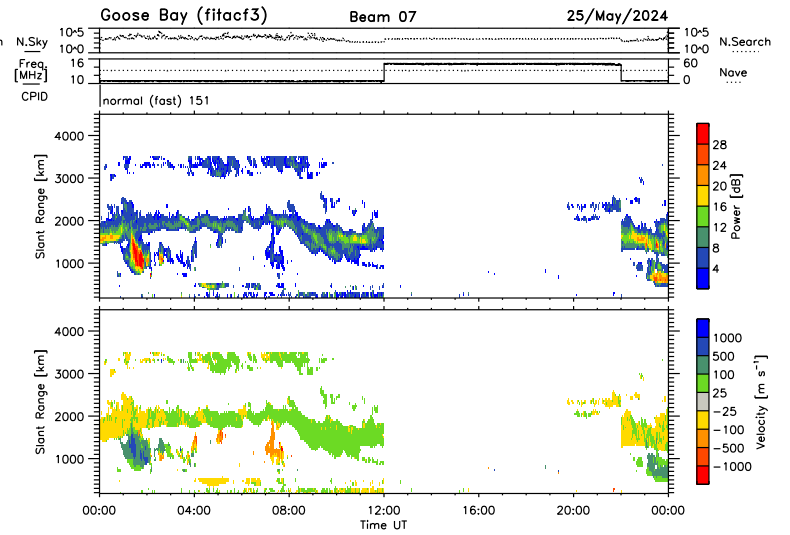 Goose Bay (fitacf3) Beam 07 25/May/2024
n N.Sky 10^5 10^0 10^5 10^0 N.Search
Freq. [MHz] 16 10 60 0 Nave
CPID normal (fast) 151
4000
3000
2000
1000
Slant Range [km]
28
24
20
16
12
8
4
Power [dB]
4000
3000
2000
1000
Slant Range [km]
1000
500
100
25
−25
−100
−500
−1000
Velocity [m s⁻¹]
00:00 04:00 08:00 12:00 16:00 20:00 00:00
Time UT